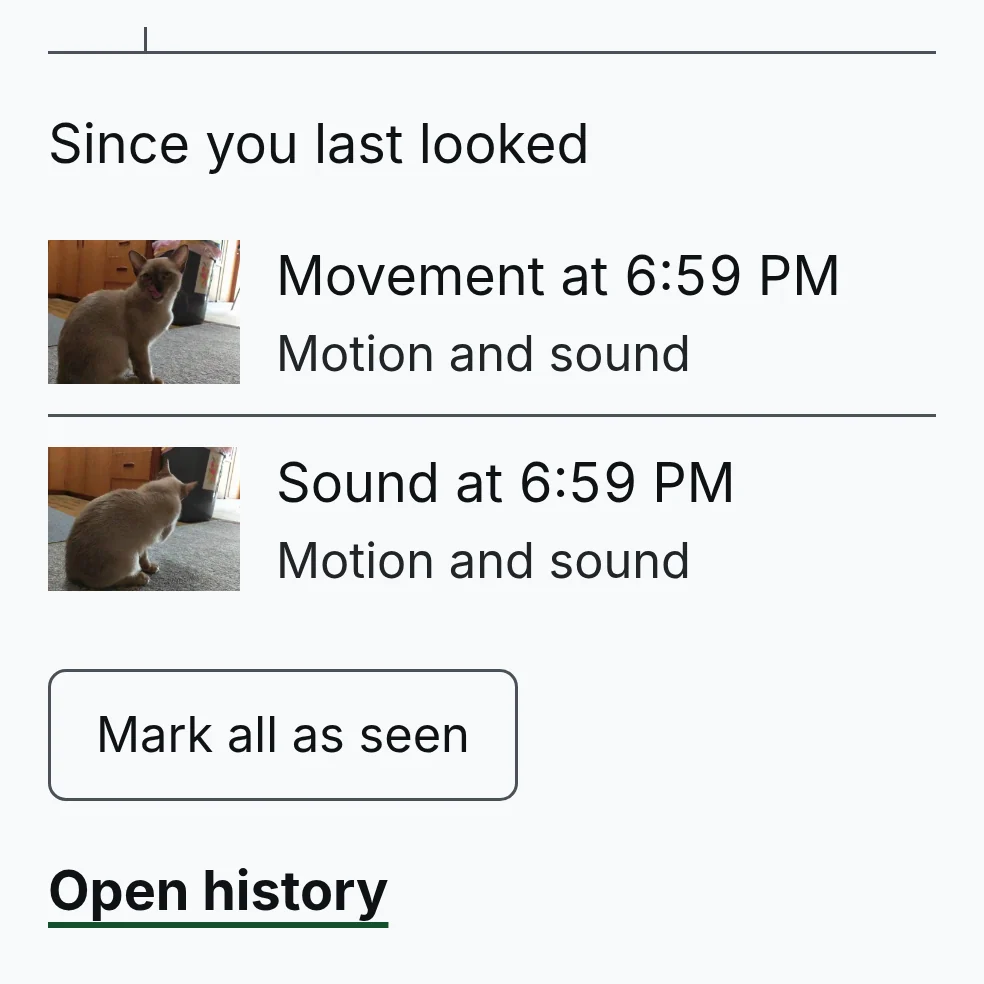 Since you last looked
Movement at 6:59 PM
Motion and sound
Sound at 6:59 PM
Motion and sound
Mark all as seen
Open history